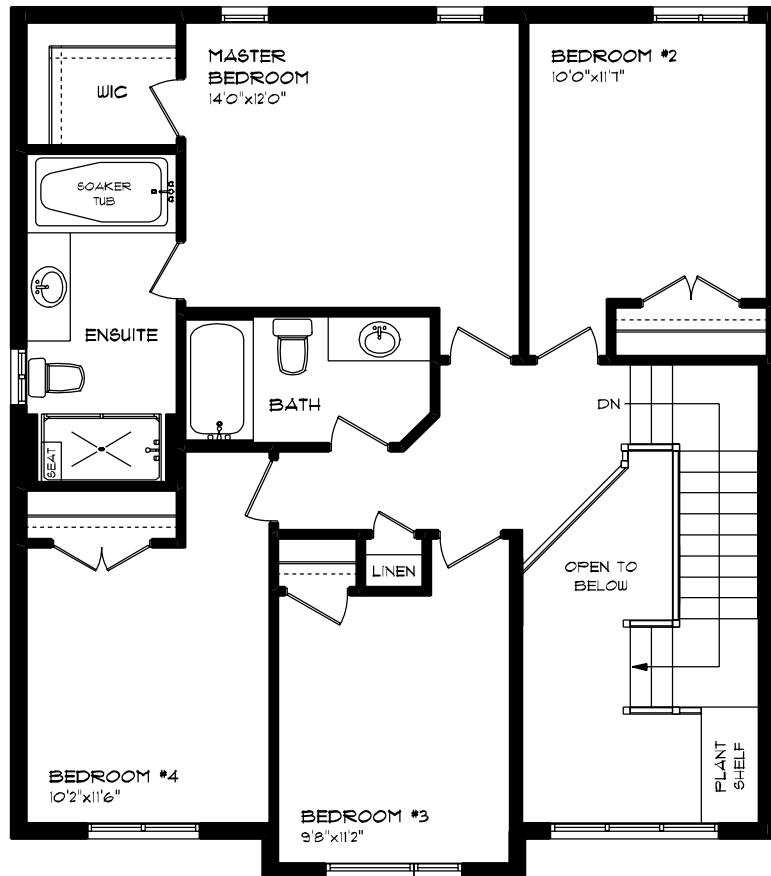 MASTER
BEDROOM
14'0"x12'0"
BEDROOM #2
10'0"x11'7"
WIC
SOAKER
TUB
ENSUITE
BATH
DN
SEAT
LINEN
OPEN TO
BELOW
PLANT
SHELF
BEDROOM #4
10'2"x11'6"
BEDROOM #3
9'8"x11'2"